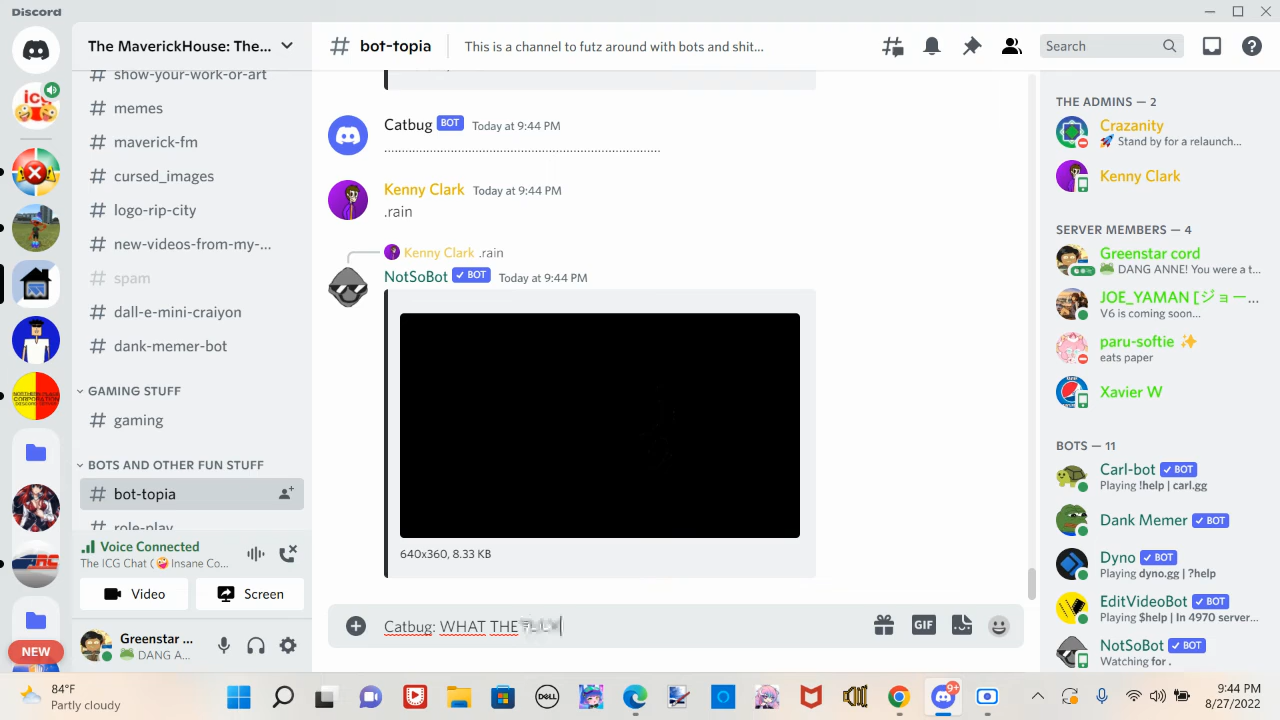 Discord
The MaverickHouse: The...
# bot-topia
This is a channel to futz around with bots and shit...
Search
# show-your-work-or-art
# memes
# maverick-fm
# cursed_images
# logo-rip-city
# new-videos-from-my-...
# spam
# dall-e-mini-craiyon
# dank-memer-bot
GAMING STUFF
# gaming
BOTS AND OTHER FUN STUFF
# bot-topia
# role-play
Voice Connected
The ICG Chat ( Insane Co...
Video
Screen
Greenstar ...
DANG A...
NEW
Catbug BOT Today at 9:44 PM
Kenny Clark Today at 9:44 PM
.rain
Kenny Clark .rain
NotSoBot BOT Today at 9:44 PM
640x360, 8.33 KB
Catbug: WHAT THE
GIF
THE ADMINS — 2
Crazanity
🚀 Stand by for a relaunch...
Kenny Clark
SERVER MEMBERS — 4
Greenstar cord
🐸 DANG ANNE! You were a t...
JOE_YAMAN [ジョー...
V6 is coming soon...
paru-softie ✨
eats paper
Xavier W
BOTS — 11
Carl-bot BOT
Playing !help | carl.gg
Dank Memer BOT
Dyno BOT
Playing dyno.gg | ?help
EditVideoBot BOT
Playing $help | In 4970 server...
NotSoBot BOT
Watching for .
84°F
Partly cloudy
DELL
9+
9:44 PM
8/27/2022